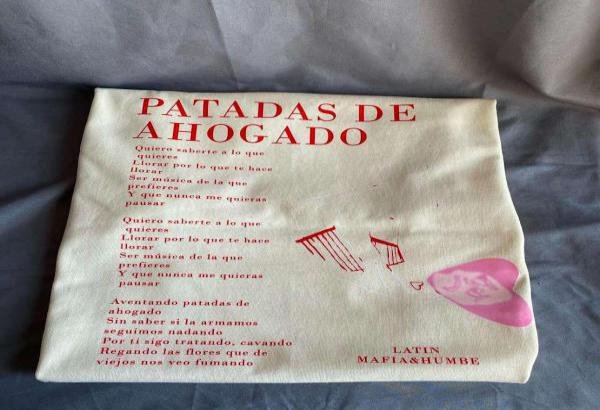 PATADAS DE
AHOGADO
Quiero saberte a lo que
quieres
Llorar por lo que te hace
llorar
Ser música de la que
prefieres
Y que nunca me quieras
pausar
Quiero saberte a lo que
quieres
Llorar por lo que te hace
llorar
Ser música de la que
prefieres
Y que nunca me quieras
pausar
Aventando patadas de
ahogado
Sin saber si la armamos
seguimos nadando
Por ti sigo tratando, cavando
Regando las flores que de
viejos nos veo fumando
LATIN
MAFIA&HUMBE